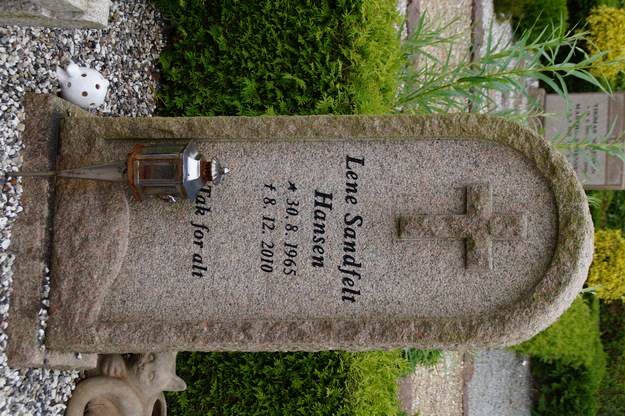 Lene Sandfelt
Hansen
★ 30. 8. 1965
† 8. 12. 2010
Tak for alt